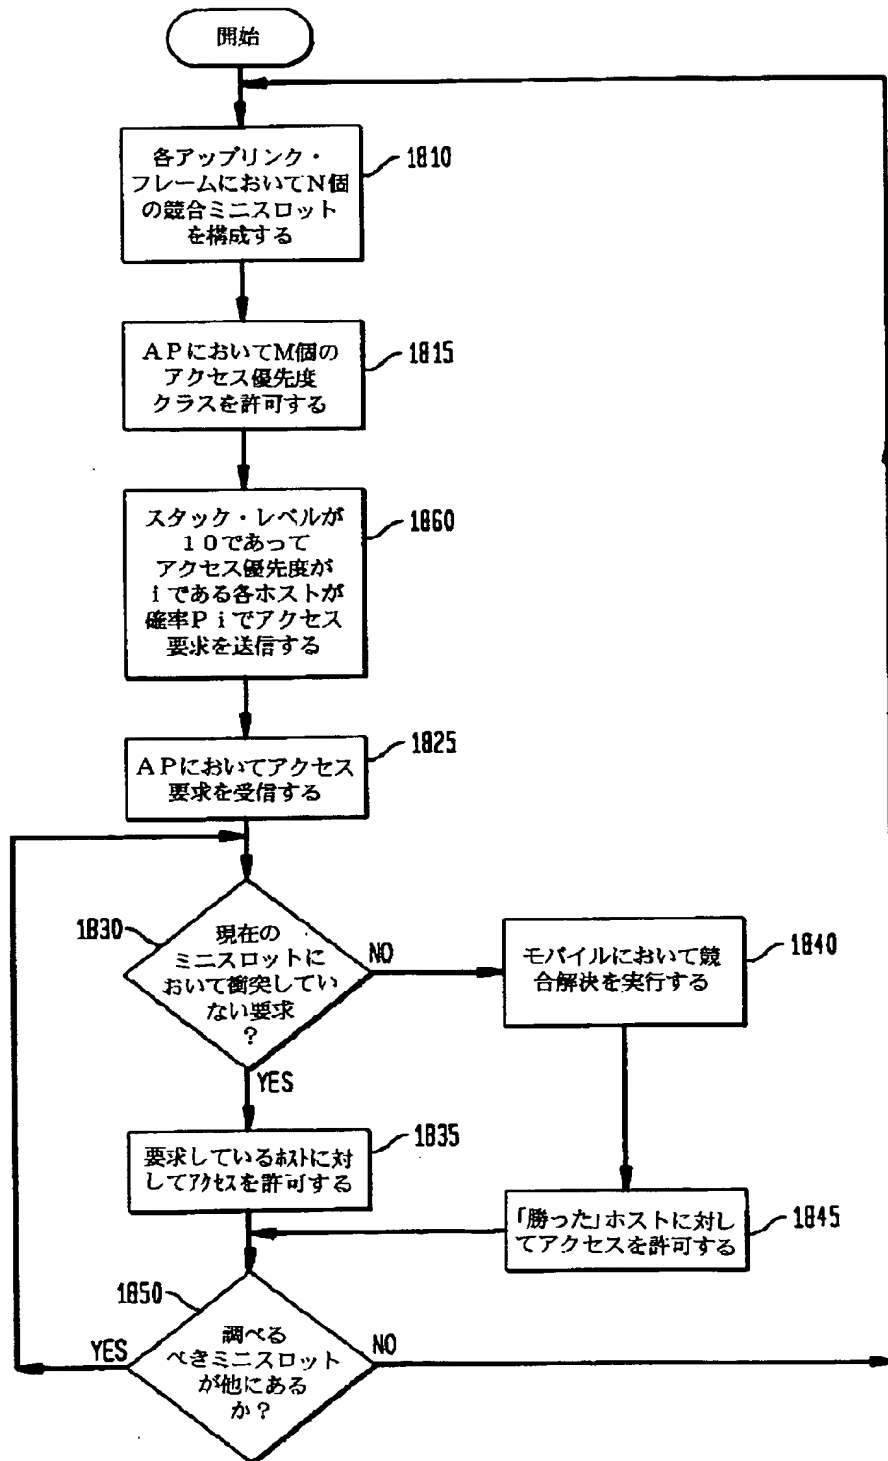 開始
各アップリンク・
フレームにおいてN個
の競合ミニスロット
を構成する
1810
APにおいてM個の
アクセス優先度
クラスを許可する
1815
スタック・レベルが
10であって
アクセス優先度が
iである各ホストが
確率Piでアクセス
要求を送信する
1860
APにおいてアクセス
要求を受信する
1825
1830
現在の
ミニスロットに
おいて衝突してい
ない要求
?
NO
YES
モバイルにおいて競
合解決を実行する
1840
要求しているホストに対
してアクセスを許可する
1835
「勝った」ホストに対し
てアクセスを許可する
1845
1850
調べる
べきミニスロット
が他にある
か?
YES
NO